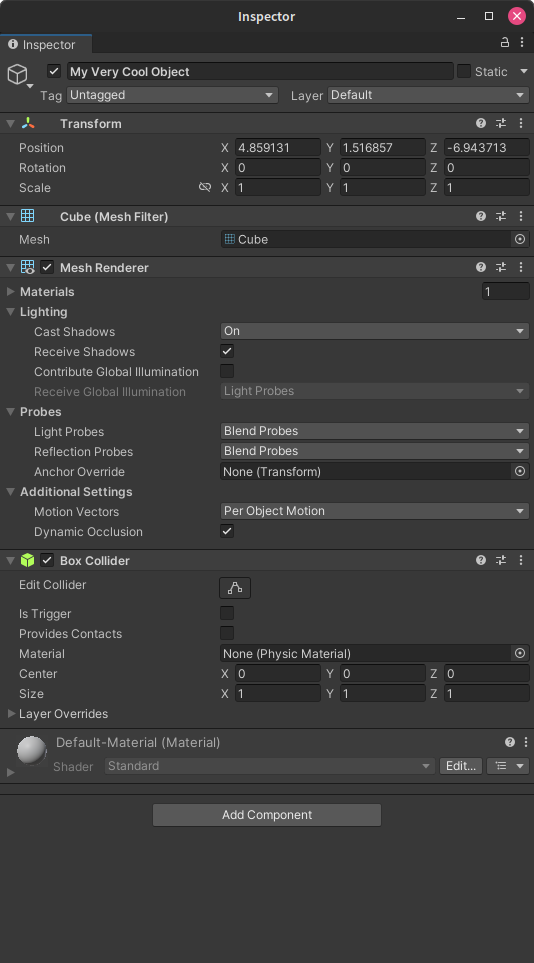 Inspector
Inspector
My Very Cool Object Static
Tag Untagged Layer Default
Transform
Position X 4.859131 Y 1.516857 Z -6.943713
Rotation X 0 Y 0 Z 0
Scale X 1 Y 1 Z 1
Cube (Mesh Filter)
Mesh Cube
Mesh Renderer
Materials 1
Lighting
Cast Shadows On
Receive Shadows
Contribute Global Illumination
Receive Global Illumination Light Probes
Probes
Light Probes Blend Probes
Reflection Probes Blend Probes
Anchor Override None (Transform)
Additional Settings
Motion Vectors Per Object Motion
Dynamic Occlusion
Box Collider
Edit Collider
Is Trigger
Provides Contacts
Material None (Physic Material)
Center X 0 Y 0 Z 0
Size X 1 Y 1 Z 1
Layer Overrides
Default-Material (Material)
Shader Standard Edit...
Add Component